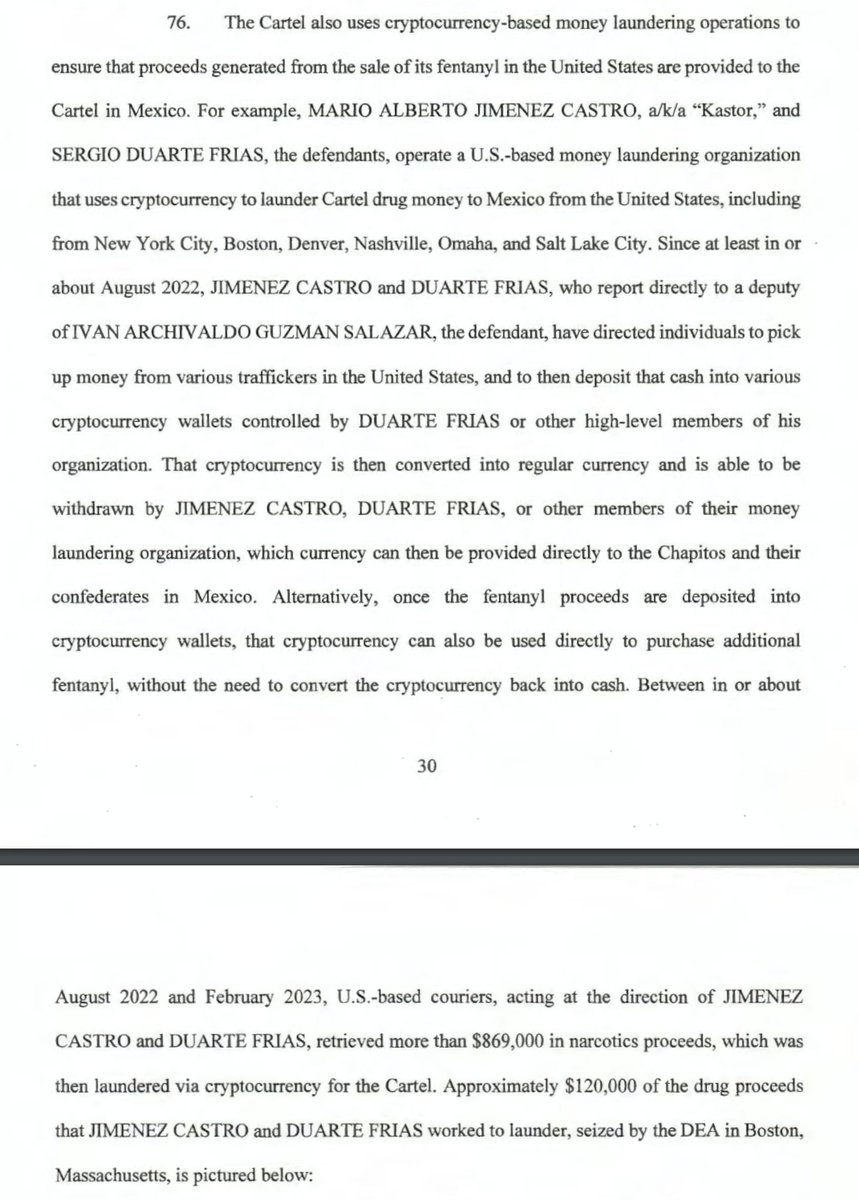 76. The Cartel also uses cryptocurrency-based money laundering operations to
ensure that proceeds generated from the sale of its fentanyl in the United States are provided to the
Cartel in Mexico. For example, MARIO ALBERTO JIMENEZ CASTRO, a/k/a “Kastor,” and
SERGIO DUARTE FRIAS, the defendants, operate a U.S.-based money laundering organization
that uses cryptocurrency to launder Cartel drug money to Mexico from the United States, including
from New York City, Boston, Denver, Nashville, Omaha, and Salt Lake City. Since at least in or
about August 2022, JIMENEZ CASTRO and DUARTE FRIAS, who report directly to a deputy
of IVAN ARCHIVALDO GUZMAN SALAZAR, the defendant, have directed individuals to pick
up money from various traffickers in the United States, and to then deposit that cash into various
cryptocurrency wallets controlled by DUARTE FRIAS or other high-level members of his
organization. That cryptocurrency is then converted into regular currency and is able to be
withdrawn by JIMENEZ CASTRO, DUARTE FRIAS, or other members of their money
laundering organization, which currency can then be provided directly to the Chapitos and their
confederates in Mexico. Alternatively, once the fentanyl proceeds are deposited into
cryptocurrency wallets, that cryptocurrency can also be used directly to purchase additional
fentanyl, without the need to convert the cryptocurrency back into cash. Between in or about
30
August 2022 and February 2023, U.S.-based couriers, acting at the direction of JIMENEZ
CASTRO and DUARTE FRIAS, retrieved more than $869,000 in narcotics proceeds, which was
then laundered via cryptocurrency for the Cartel. Approximately $120,000 of the drug proceeds
that JIMENEZ CASTRO and DUARTE FRIAS worked to launder, seized by the DEA in Boston,
Massachusetts, is pictured below: